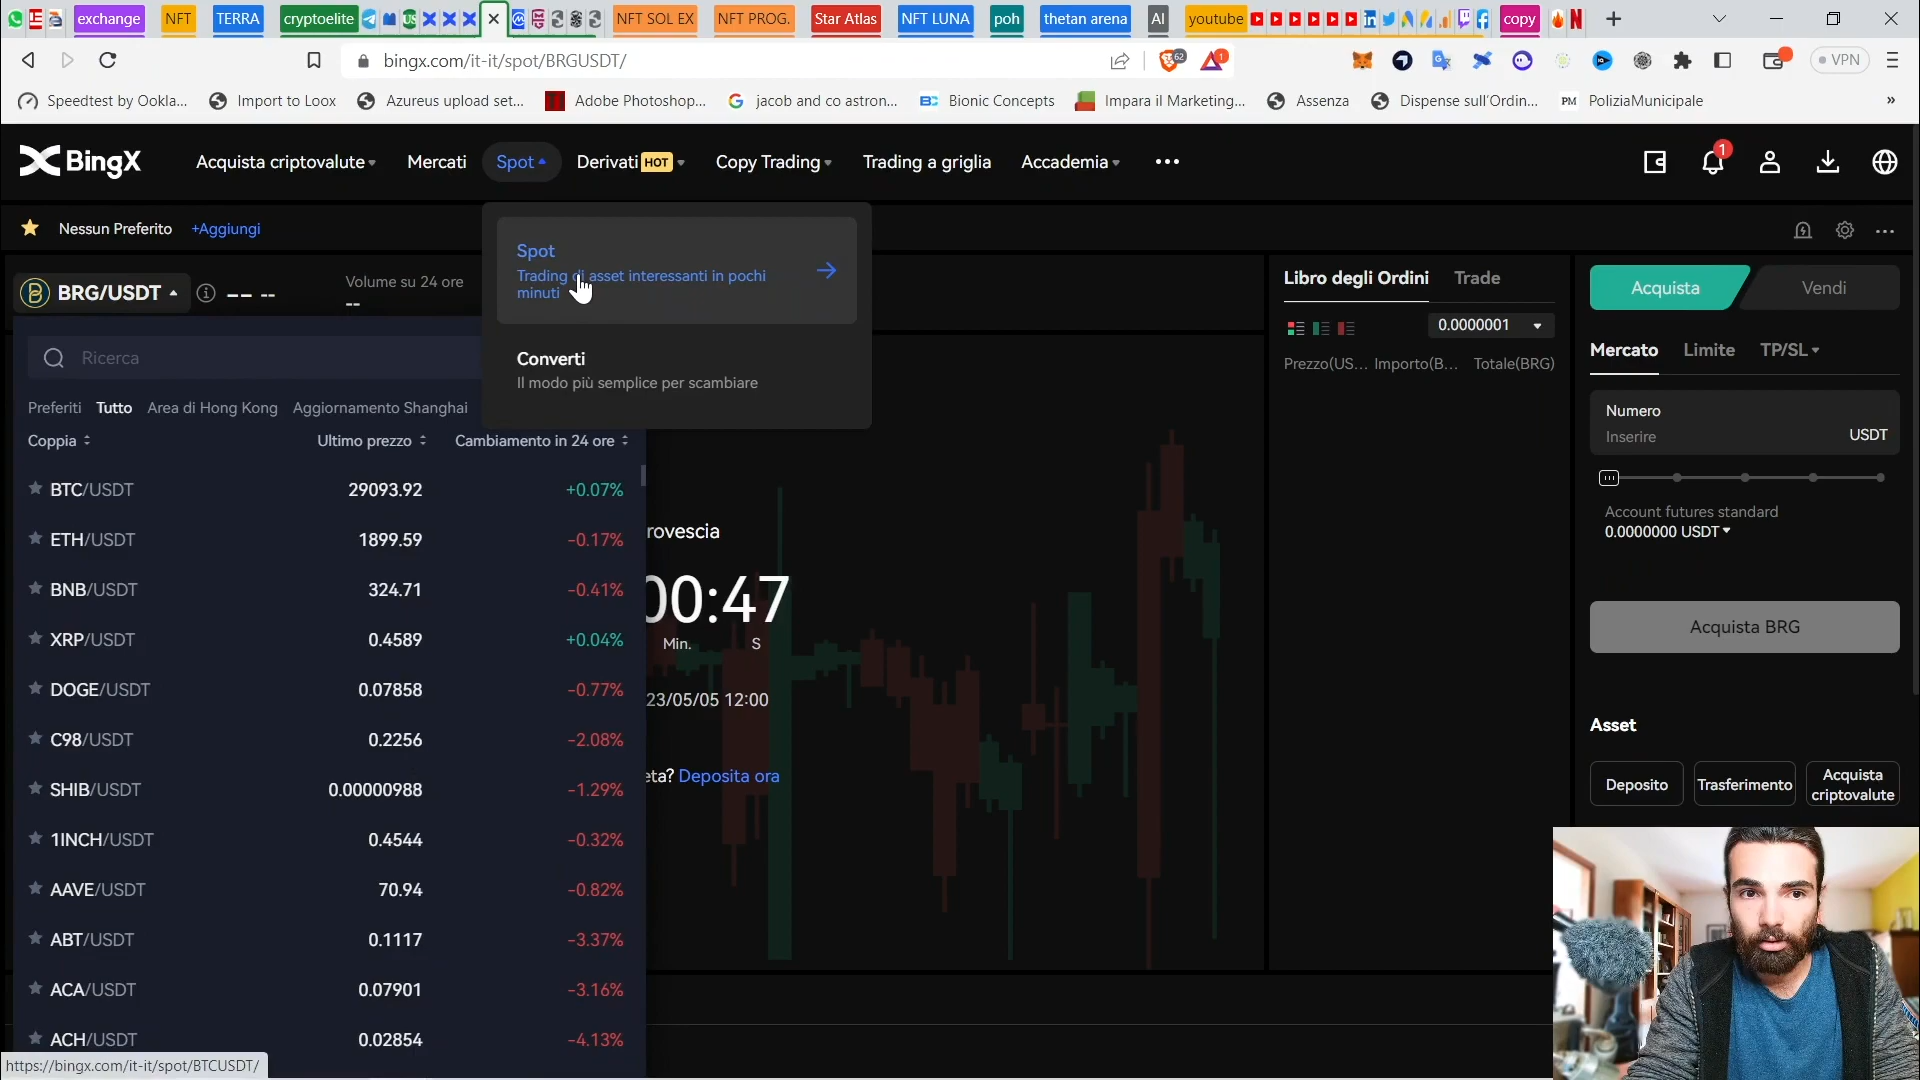 exchange NFT TERRA cryptoelite NFT SOL EX NFT PROG. Star Atlas NFT LUNA poh thetan arena AI youtube copy
bingx.com/it-it/spot/BRGUSDT/ 62 1 VPN
Speedtest by Ookla... Import to Loox Azureus upload set... Adobe Photoshop... jacob and co astron... Bionic Concepts Impara il Marketing... Assenza Dispense sull'Ordin... PM PoliziaMunicipale »
BingX Acquista criptovalute Mercati Spot Derivati HOT Copy Trading Trading a griglia Accademia 1
Nessun Preferito +Aggiungi
Spot
Trading di asset interessanti in pochi
minuti
Converti
Il modo più semplice per scambiare
BRG/USDT -- --
Volume su 24 ore
--
Ricerca
Preferiti Tutto Area di Hong Kong Aggiornamento Shanghai
Coppia Ultimo prezzo Cambiamento in 24 ore
BTC/USDT 29093.92 +0.07%
ETH/USDT 1899.59 -0.17%
BNB/USDT 324.71 -0.41%
XRP/USDT 0.4589 +0.04%
DOGE/USDT 0.07858 -0.77%
C98/USDT 0.2256 -2.08%
SHIB/USDT 0.00000988 -1.29%
1INCH/USDT 0.4544 -0.32%
AAVE/USDT 70.94 -0.82%
ABT/USDT 0.1117 -3.37%
ACA/USDT 0.07901 -3.16%
ACH/USDT 0.02854 -4.13%
https://bingx.com/it-it/spot/BTCUSDT/
rovescia
00:47
Min. S
23/05/05 12:00
eta? Deposita ora
Libro degli Ordini Trade
0.0000001
Prezzo(US... Importo(B... Totale(BRG)
Acquista Vendi
Mercato Limite TP/SL
Numero
Inserire USDT
Account futures standard
0.0000000 USDT
Acquista BRG
Asset
Deposito Trasferimento Acquista
criptovalute